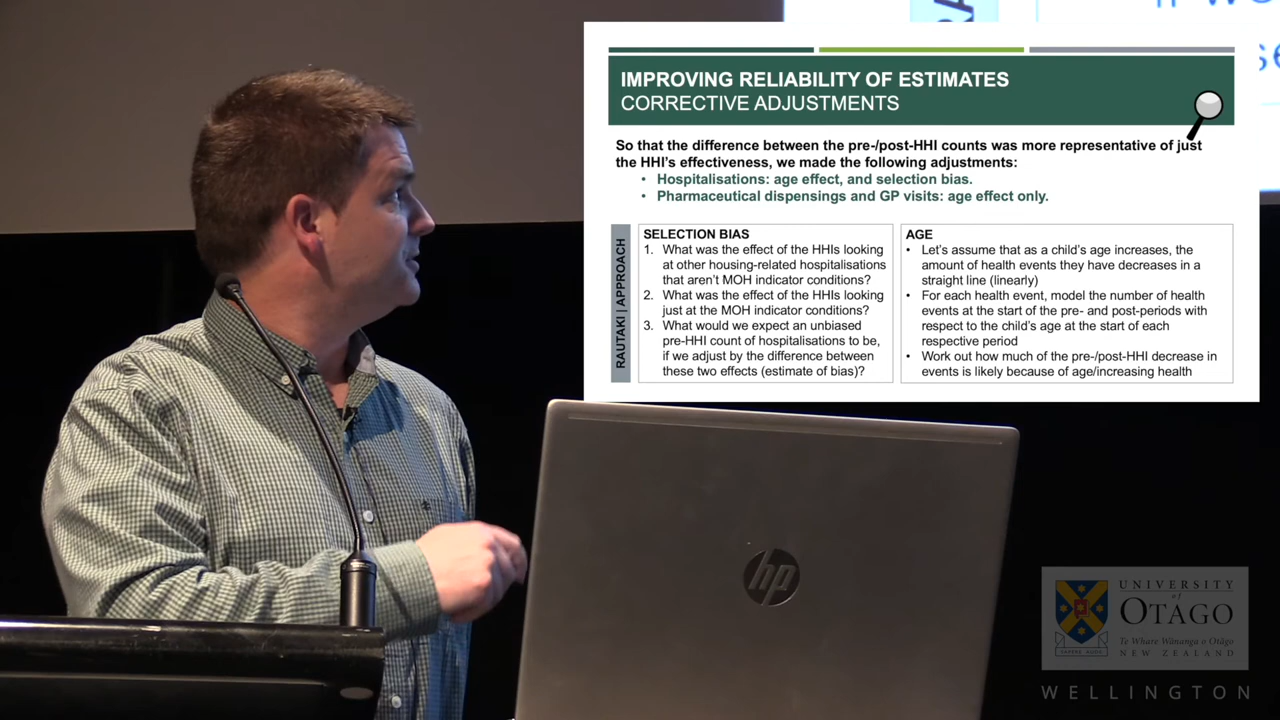 IMPROVING RELIABILITY OF ESTIMATES
CORRECTIVE ADJUSTMENTS
So that the difference between the pre-/post-HHI counts was more representative of just
the HHI's effectiveness, we made the following adjustments:
• Hospitalisations: age effect, and selection bias.
• Pharmaceutical dispensings and GP visits: age effect only.
RAUTAKI | APPROACH
SELECTION BIAS
1. What was the effect of the HHIs looking
at other housing-related hospitalisations
that aren't MOH indicator conditions?
2. What was the effect of the HHIs looking
just at the MOH indicator conditions?
3. What would we expect an unbiased
pre-HHI count of hospitalisations to be,
if we adjust by the difference between
these two effects (estimate of bias)?
AGE
• Let's assume that as a child's age increases, the
amount of health events they have decreases in a
straight line (linearly)
• For each health event, model the number of health
events at the start of the pre- and post-periods with
respect to the child's age at the start of each
respective period
• Work out how much of the pre-/post-HHI decrease in
events is likely because of age/increasing health
hp
UNIVERSITY
of
OTAGO
Te Whare Wānanga o Otāgo
NEW ZEALAND
WELLINGTON